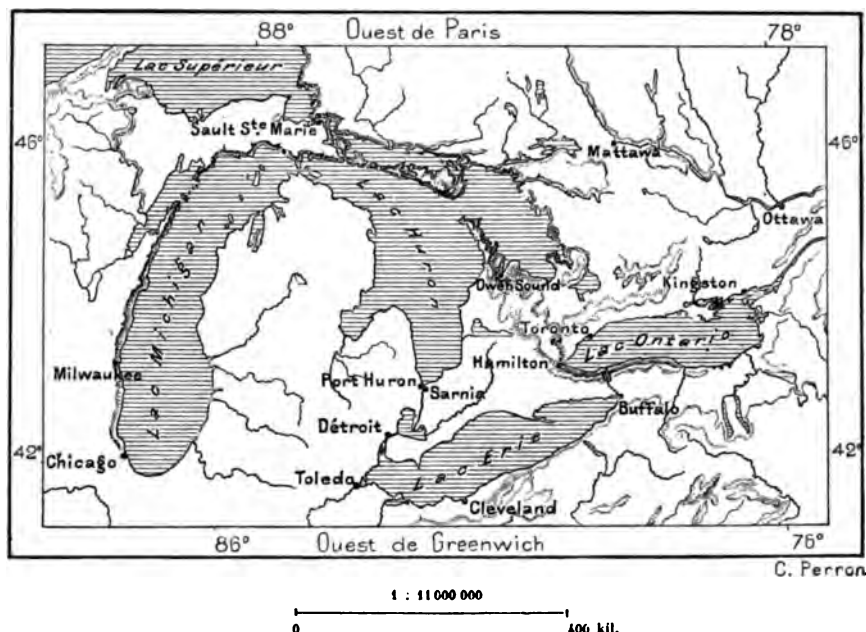 88° Ouest de Paris 78°
Lac Supérieur
Sault Ste Marie
46° 46°
Mattawa
Ottawa
Lac Michigan
Lac Huron
Owen Sound
Kingston
Toronto
Lac Ontario
Milwaukee
Hamilton
Port Huron
Sarnia
Buffalo
Détroit
42° 42°
Chicago
Lac Erie
Toledo
Cleveland
86° Ouest de Greenwich 76°
C. Perron
1 : 11 000 000
0 400 kil.